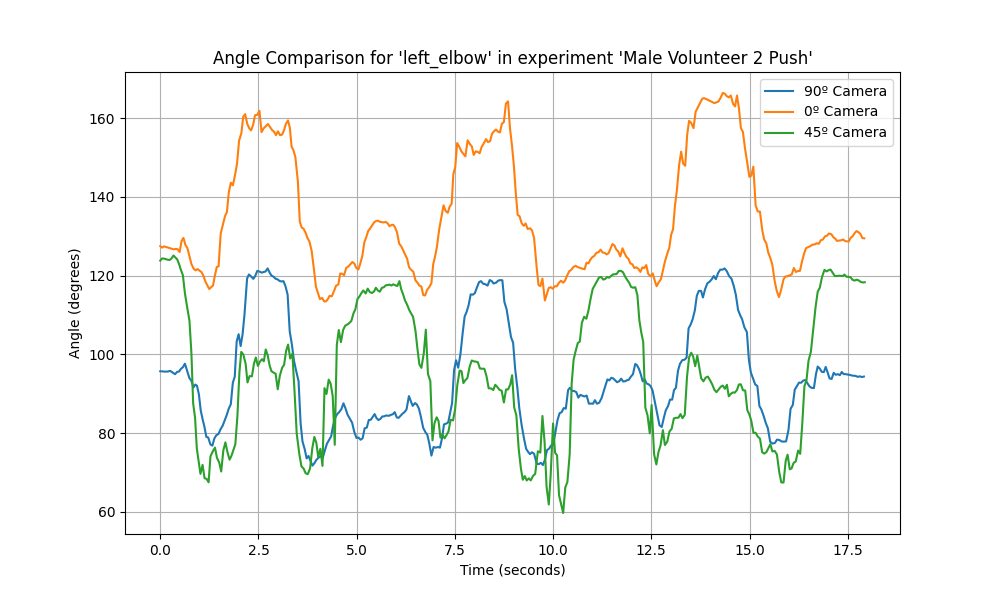 Angle Comparison for 'left_elbow' in experiment 'Male Volunteer 2 Push'
90º Camera
0º Camera
45º Camera
Angle (degrees)
160
140
120
100
80
60
0.0 2.5 5.0 7.5 10.0 12.5 15.0 17.5
Time (seconds)